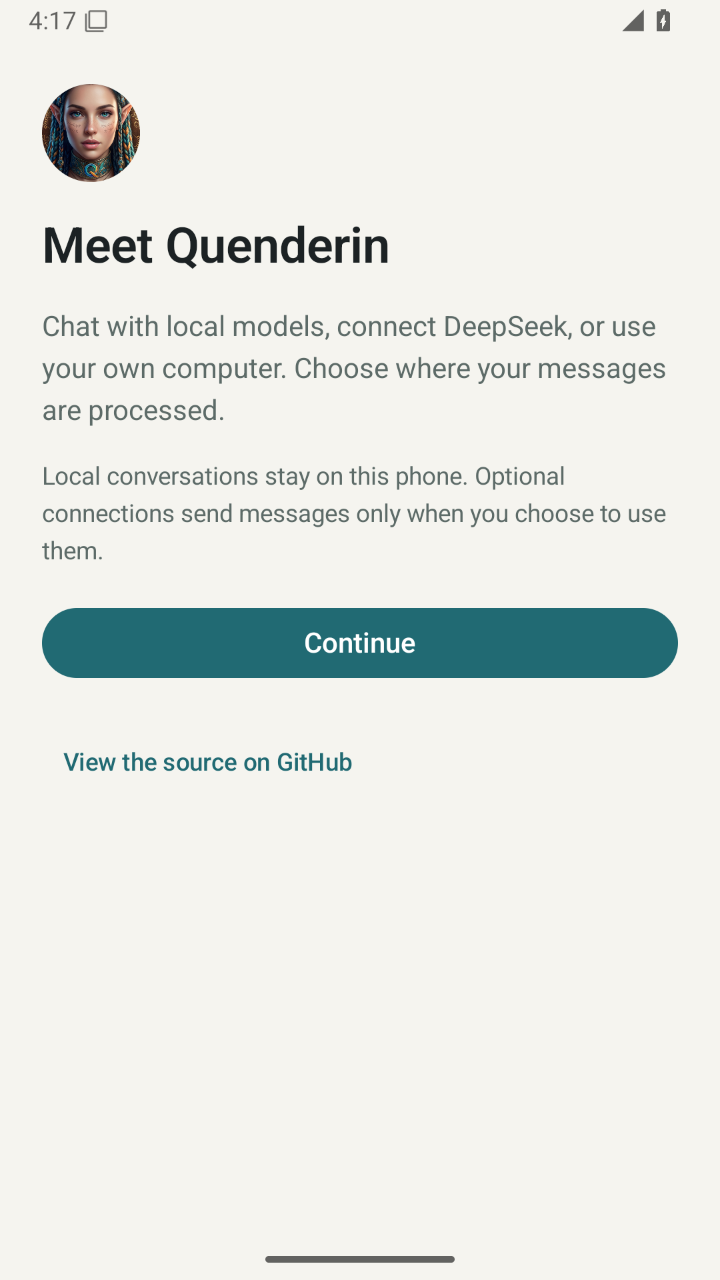 4:17
Meet Quenderin
Chat with local models, connect DeepSeek, or use
your own computer. Choose where your messages
are processed.
Local conversations stay on this phone. Optional
connections send messages only when you choose to use
them.
Continue
View the source on GitHub